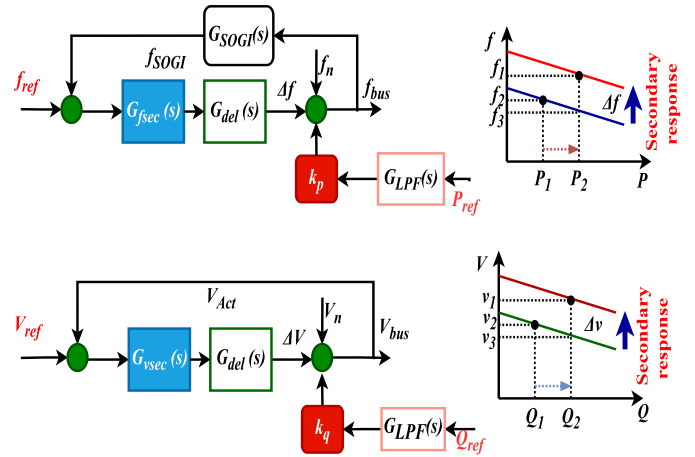 G_SOGI(s)
f_SOGI
f_n
f_ref
G_fsec(s)
G_del(s)
Δf
f_bus
k_p
G_LPF(s)
P_ref
f
f_1
f_2
f_3
Δf
P_1
P_2
P
Secondary
response
V_Act
V_n
V_ref
G_vsec(s)
G_del(s)
ΔV
V_bus
k_q
G_LPF(s)
Q_ref
V
v_1
v_2
v_3
Δv
Q_1
Q_2
Q
Secondary
response